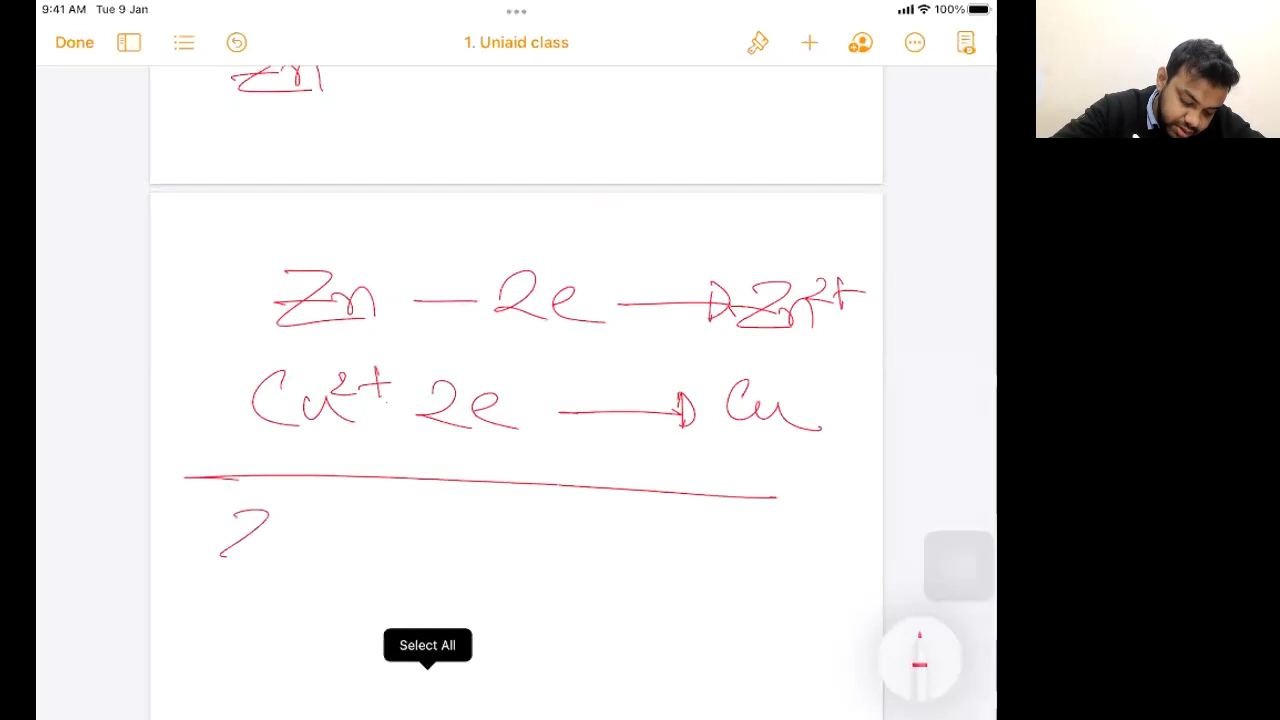 9:41 AM Tue 9 Jan
100%
Done
1. Uniaid class
Zn
Zn — 2e → Zn²⁺
Cu²⁺ 2e → Cu
Z
Select All